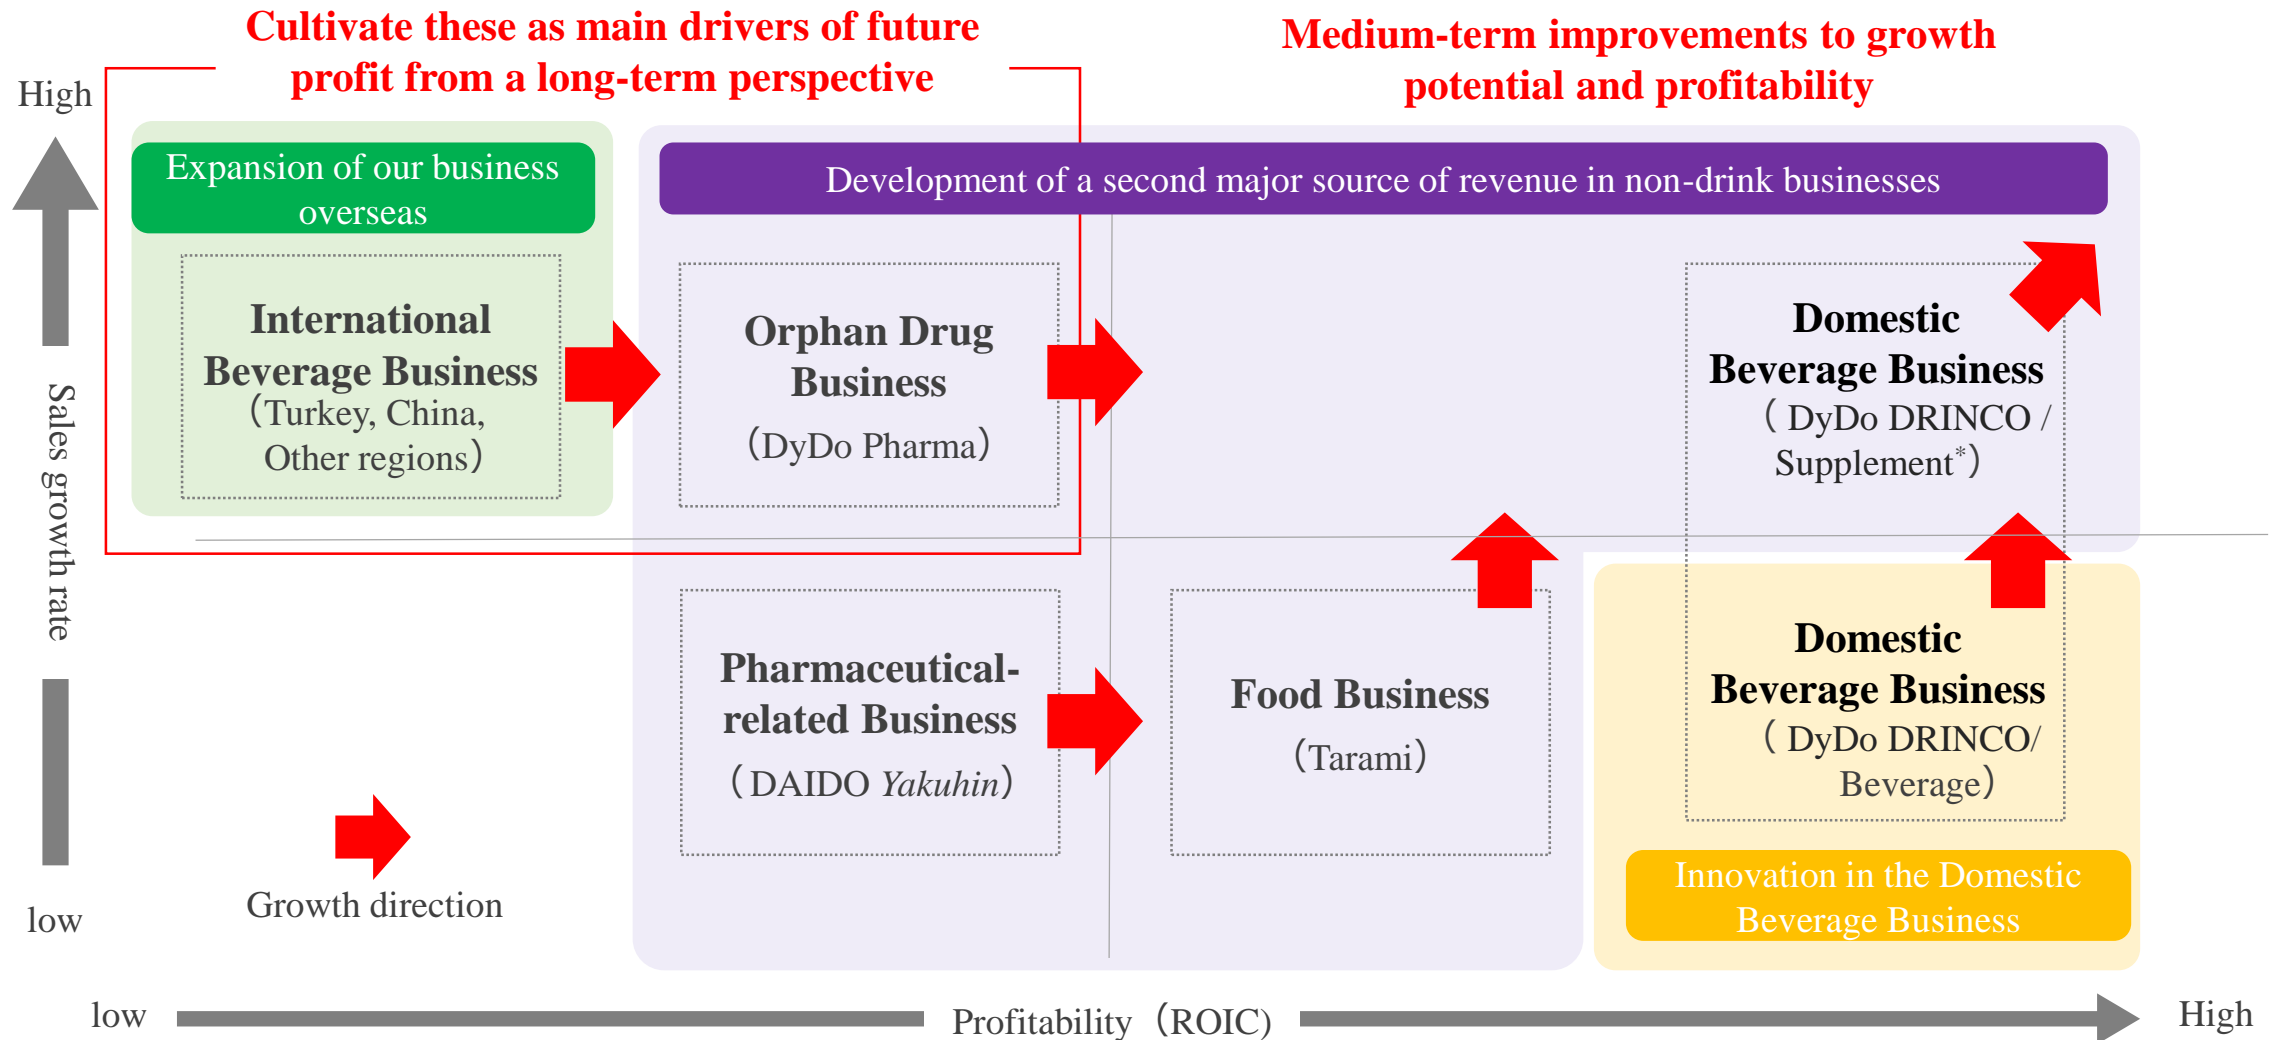 Cultivate these as main drivers of future
profit from a long-term perspective
Medium-term improvements to growth
potential and profitability
High
Sales growth rate
low
Expansion of our business
overseas
Development of a second major source of revenue in non-drink businesses
International
Beverage Business
（Turkey, China,
Other regions）
Orphan Drug
Business
（DyDo Pharma）
Domestic
Beverage Business
（ DyDo DRINCO /
Supplement*）
Pharmaceutical-
related Business
（ DAIDO Yakuhin）
Food Business
（Tarami）
Domestic
Beverage Business
（ DyDo DRINCO/
Beverage）
Innovation in the Domestic
Beverage Business
Growth direction
low
Profitability（ROIC)
High